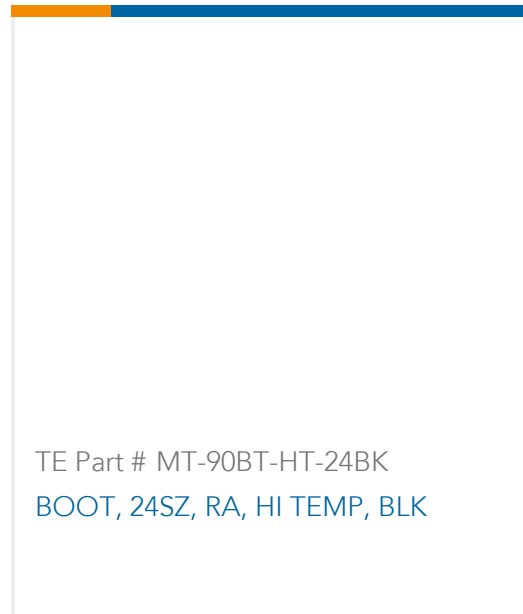 TE Part # MT-90BT-HT-24BK
BOOT, 24SZ, RA, HI TEMP, BLK